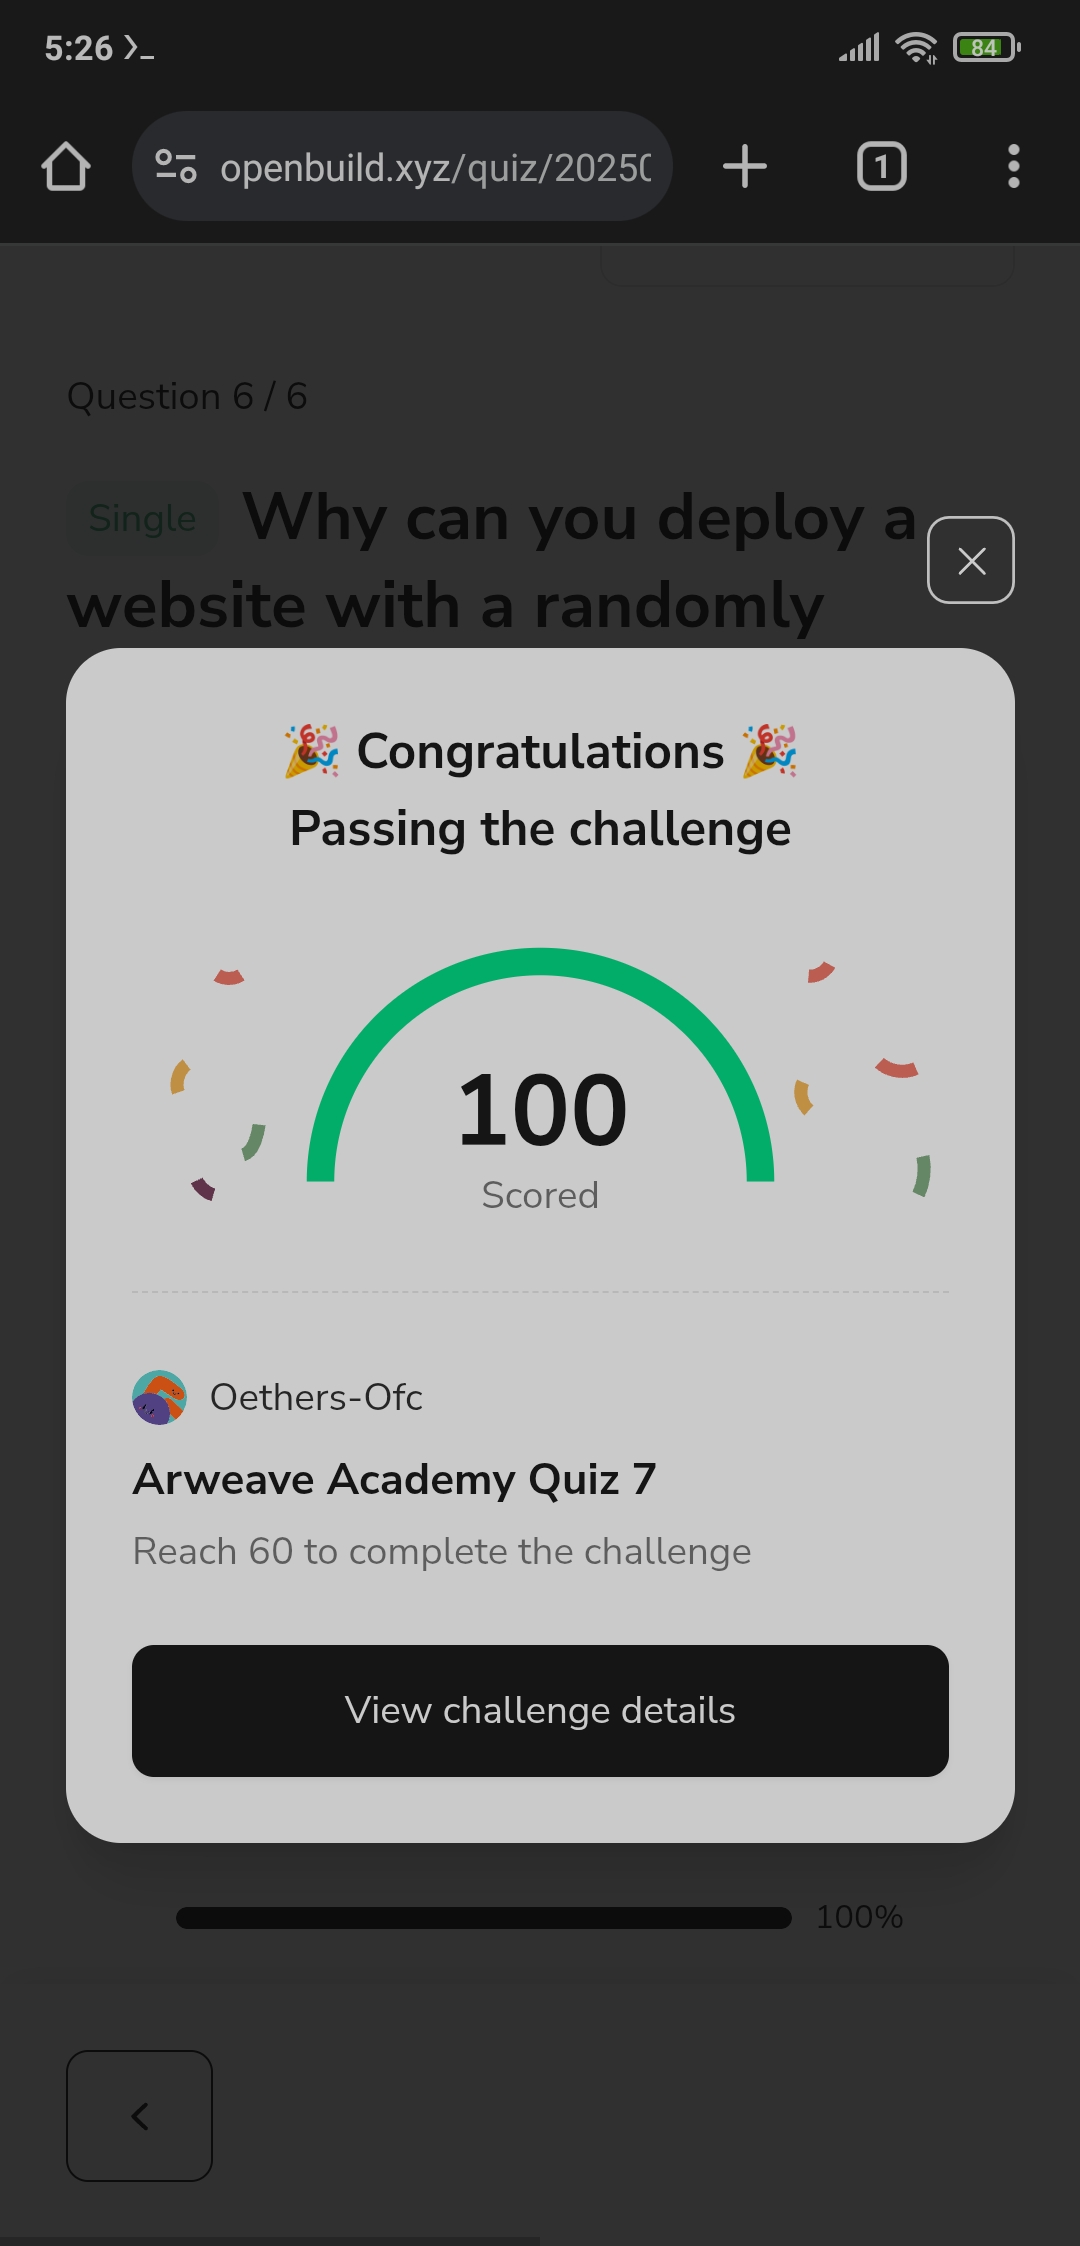 5:26
84
openbuild.xyz/quiz/2025
1
Question 6 / 6
Single Why can you deploy a
website with a randomly
🎉 Congratulations 🎉
Passing the challenge
100
Scored
Oethers-Ofc
Arweave Academy Quiz 7
Reach 60 to complete the challenge
View challenge details
100%